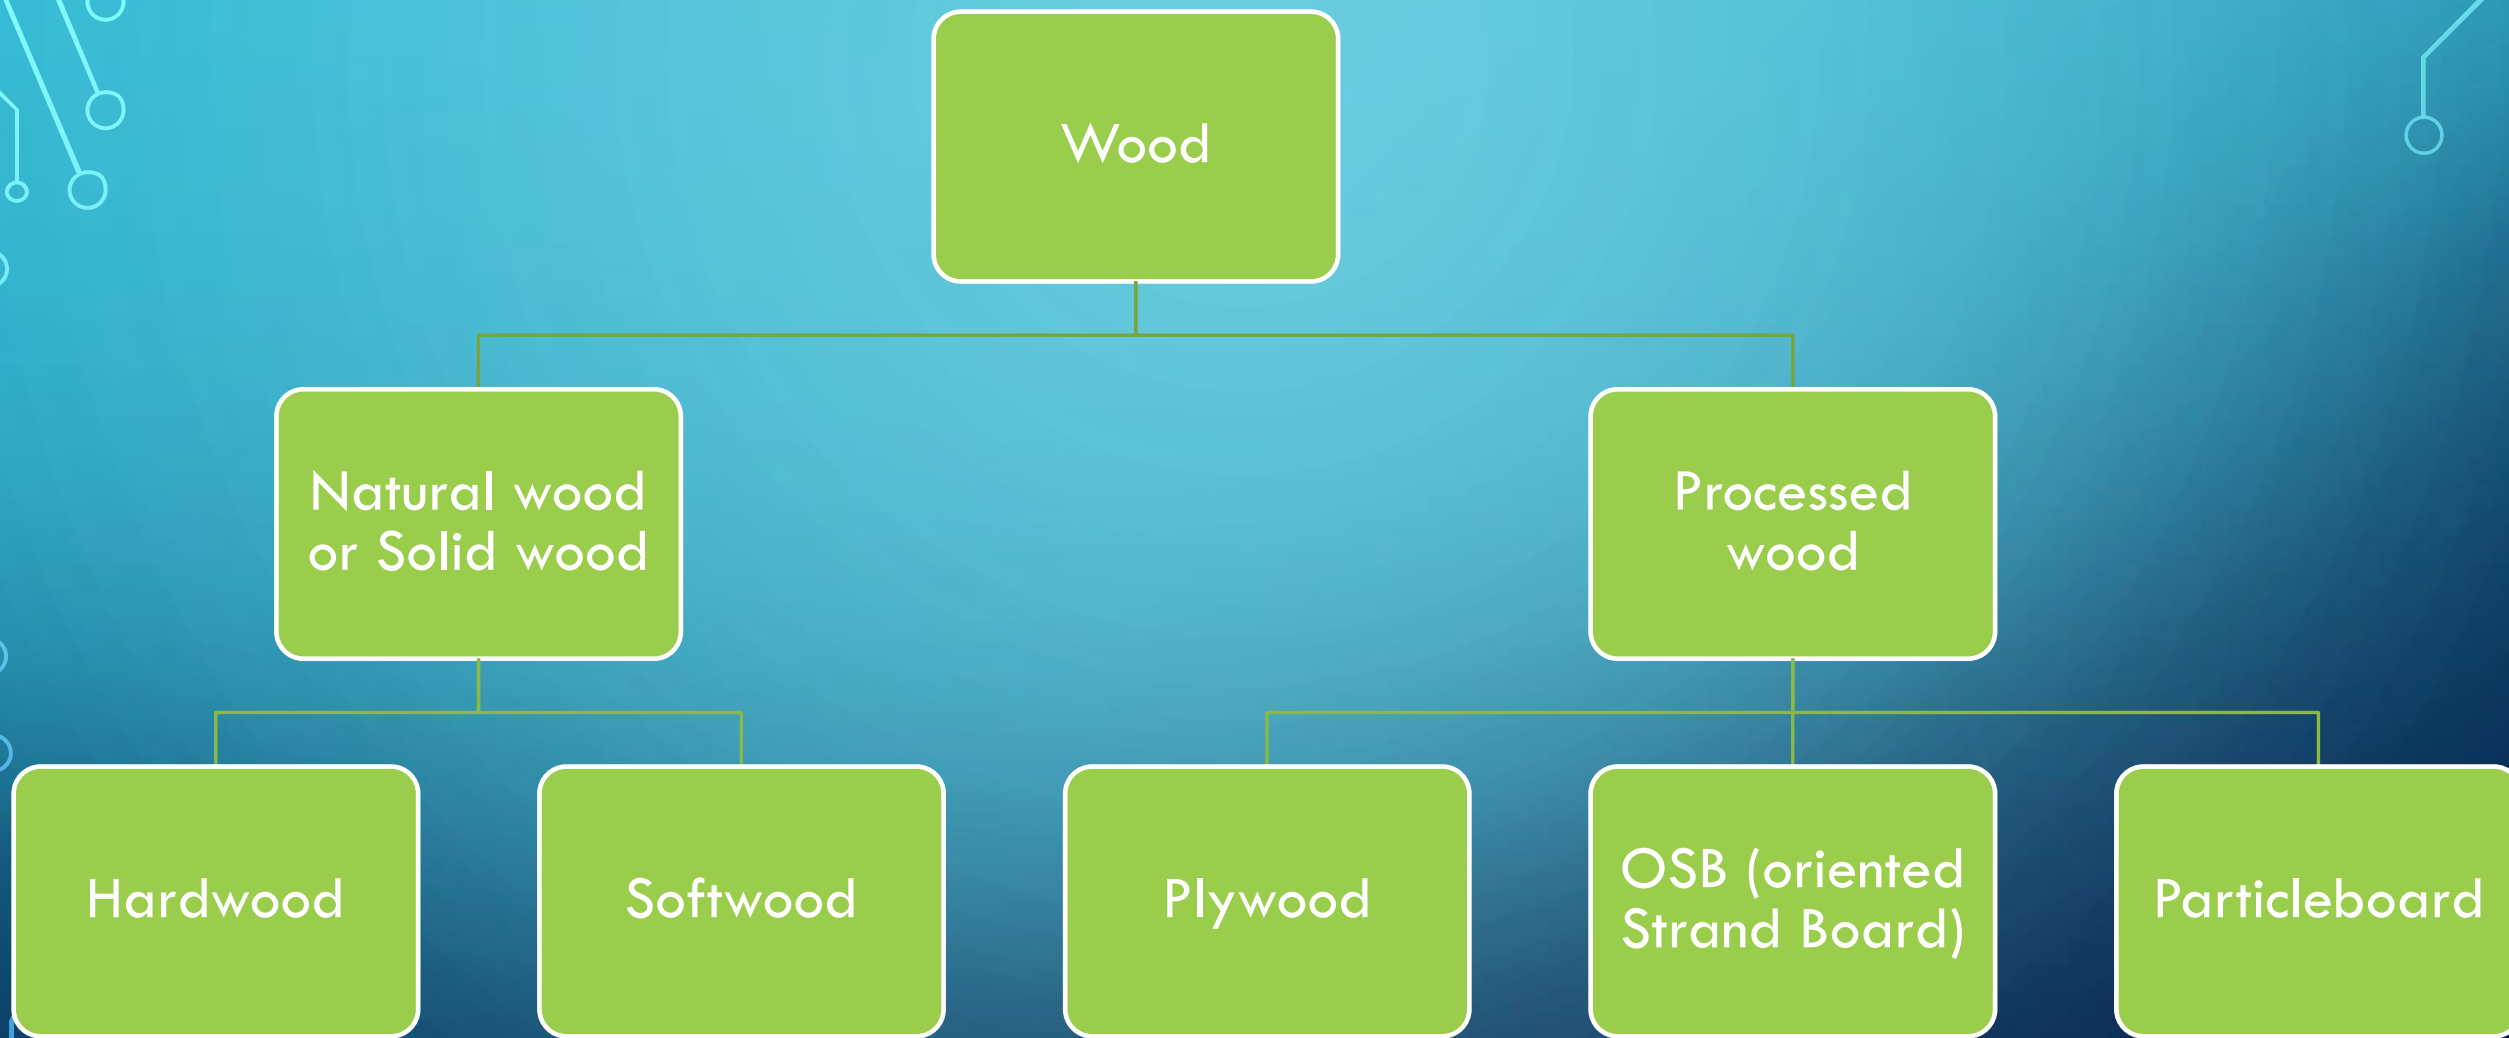 Wood
Natural wood
or Solid wood
Processed
wood
Hardwood
Softwood
Plywood
OSB (oriented
Strand Board)
Particleboard